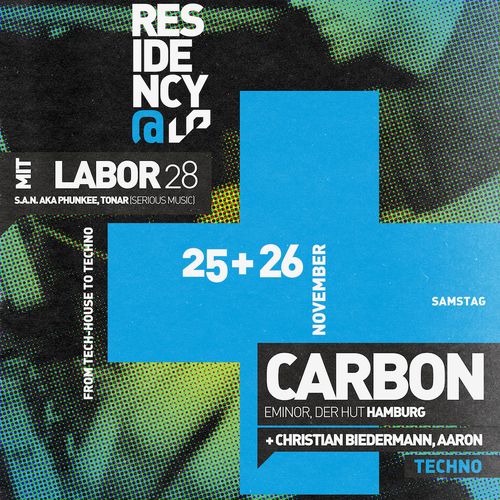 RES
IDE
NCY
@
MIT
LABOR 28
S.A.N. AKA PHUNKEE, TONAR (SERIOUS MUSIC)
FROM TECH-HOUSE TO TECHNO
25 + 26
NOVEMBER
SAMSTAG
CARBON
EMINOR, DER HUT HAMBURG
+ CHRISTIAN BIEDERMANN, AARON
TECHNO